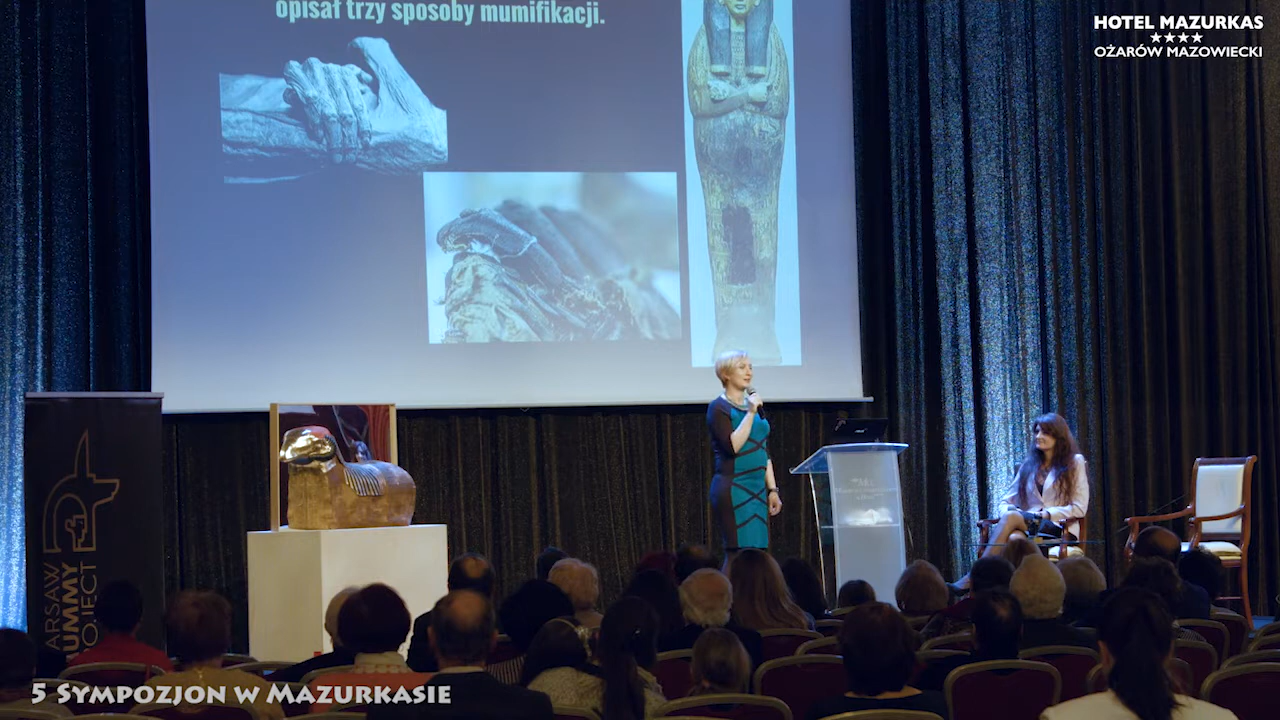 opisał trzy sposoby mumifikacji.
HOTEL MAZURKAS
★★★★
OŻARÓW MAZOWIECKI
ARSAW
UMMY
OJECT
5 SYMPOZJON W MAZURKASIE